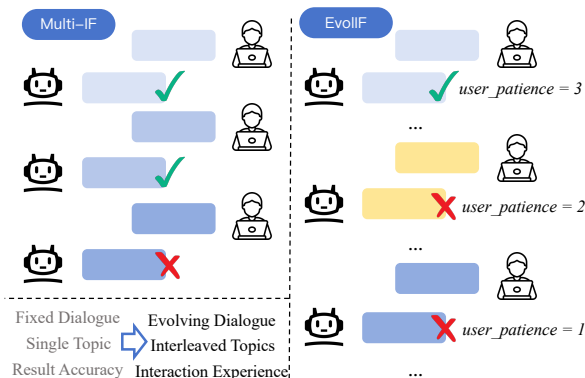 Multi-IF
EvolIF
user_patience = 3
...
user_patience = 2
...
user_patience = 1
...
Fixed Dialogue
Single Topic
Result Accuracy
Evolving Dialogue
Interleaved Topics
Interaction Experience